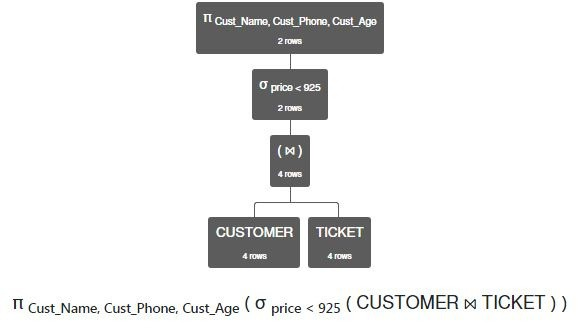 π Cust_Name, Cust_Phone, Cust_Age
2 rows
σ price < 925
2 rows
( ⋈ )
4 rows
CUSTOMER
4 rows
TICKET
4 rows
π Cust_Name, Cust_Phone, Cust_Age ( σ price < 925 ( CUSTOMER ⋈ TICKET ) )